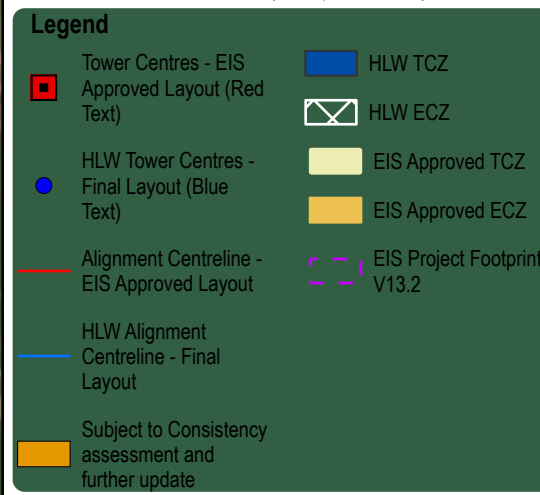 Legend
Tower Centres - EIS
Approved Layout (Red
Text)
HLW Tower Centres -
Final Layout (Blue
Text)
Alignment Centreline -
EIS Approved Layout
HLW Alignment
Centreline - Final
Layout
Subject to Consistency
assessment and
further update
HLW TCZ
HLW ECZ
EIS Approved TCZ
EIS Approved ECZ
EIS Project Footprint
V13.2